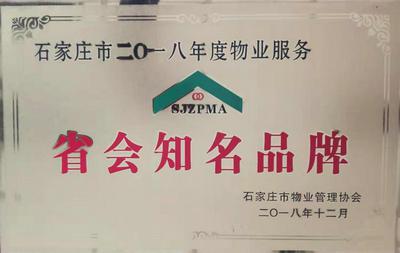 石家庄市二〇一八年度物业服务
SJZPMA
省会知名品牌
石家庄市物业管理协会
二〇一八年十二月